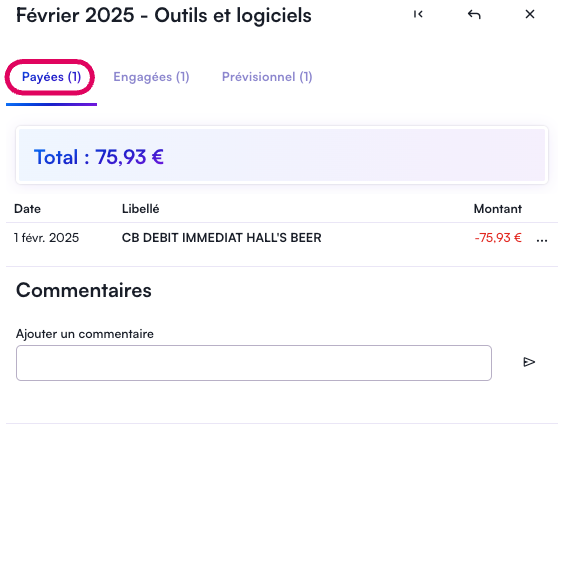 Février 2025 - Outils et logiciels
Payées (1) Engagées (1) Prévisionnel (1)
Total : 75,93 €
Date Libellé Montant
1 févr. 2025 CB DEBIT IMMEDIAT HALL'S BEER -75,93 € ...
Commentaires
Ajouter un commentaire